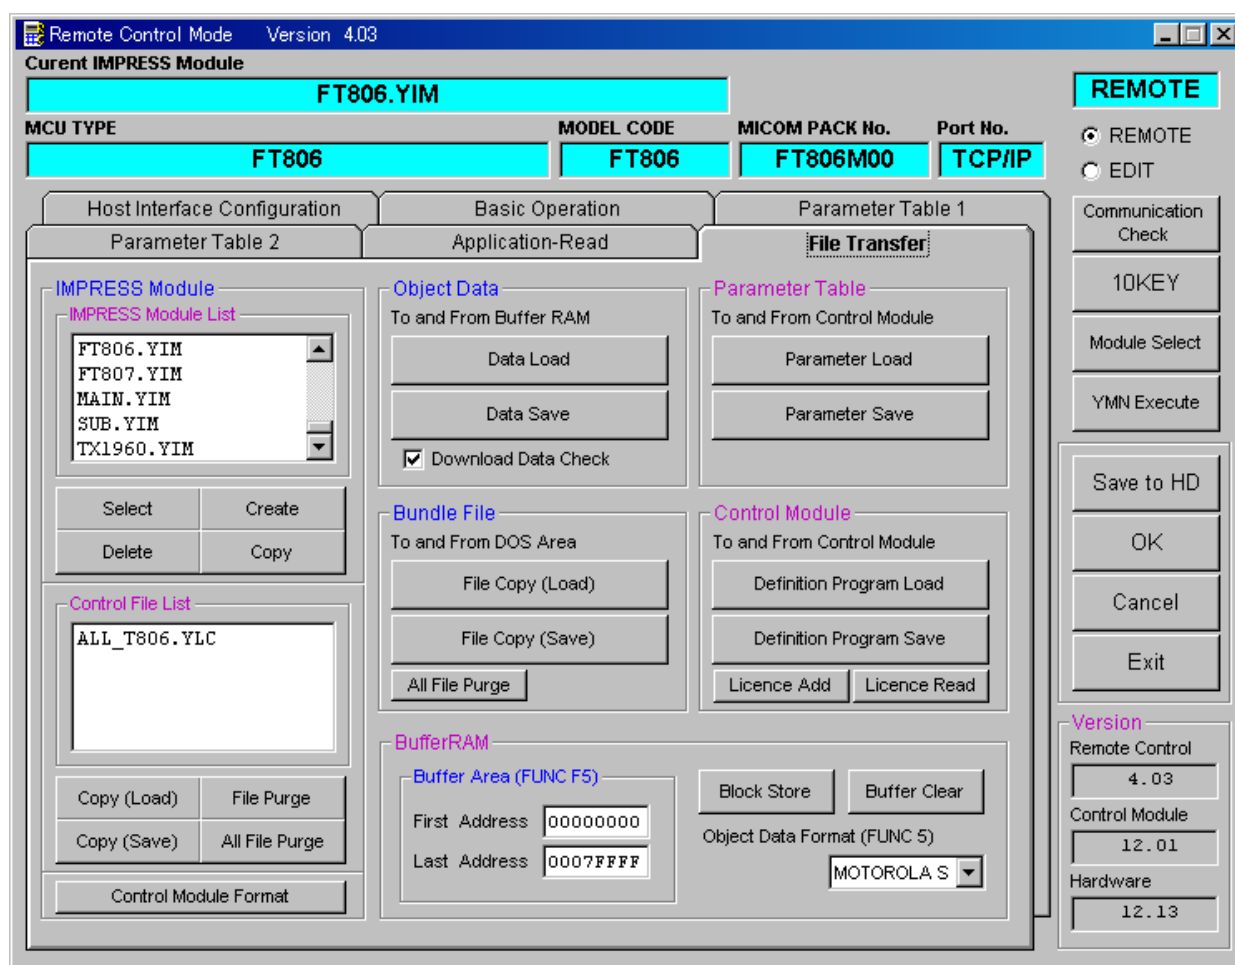 Remote Control Mode Version 4.03
Curent IMPRESS Module
FT806.YIM
REMOTE
MCU TYPE
MODEL CODE
MICOM PACK No.
Port No.
FT806
FT806
FT806M00
TCP/IP
REMOTE
EDIT
Host Interface Configuration
Basic Operation
Parameter Table 1
Parameter Table 2
Application-Read
File Transfer
IMPRESS Module
IMPRESS Module List
FT806.YIM
FT807.YIM
MAIN.YIM
SUB.YIM
TX1960.YIM
Select
Create
Delete
Copy
Control File List
ALL_T806.YLC
Copy (Load)
File Purge
Copy (Save)
All File Purge
Control Module Format
Object Data
To and From Buffer RAM
Data Load
Data Save
Download Data Check
Parameter Table
To and From Control Module
Parameter Load
Parameter Save
Bundle File
To and From DOS Area
File Copy (Load)
File Copy (Save)
All File Purge
Control Module
To and From Control Module
Definition Program Load
Definition Program Save
Licence Add
Licence Read
BufferRAM
Buffer Area (FUNC F5)
First Address
00000000
Last Address
0007FFFF
Block Store
Buffer Clear
Object Data Format (FUNC 5)
MOTOROLA S
Communication
Check
10KEY
Module Select
YMN Execute
Save to HD
OK
Cancel
Exit
Version
Remote Control
4.03
Control Module
12.01
Hardware
12.13